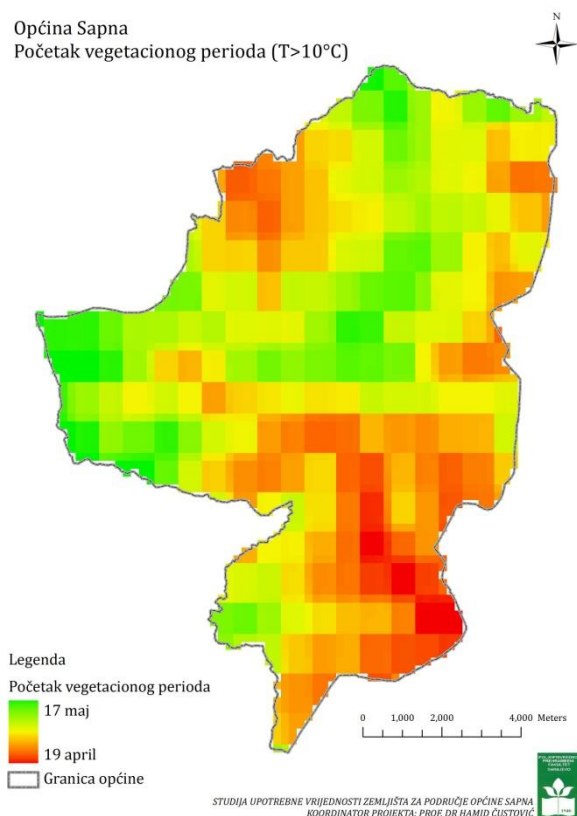 Općina Sapna
Početak vegetacionog perioda (T>10°C)
N
Legenda
Početak vegetacionog perioda
17 maj
19 april
Granica općine
0 1,000 2,000 4,000 Meters
STUDIJA UPOTREBNE VRIJEDNOSTI ZEMLJIŠTA ZA PODRUČJE OPĆINE SAPNA
KOORDINATOR PROJEKTA: PROF. DR HAMID ČUSTOVIĆ